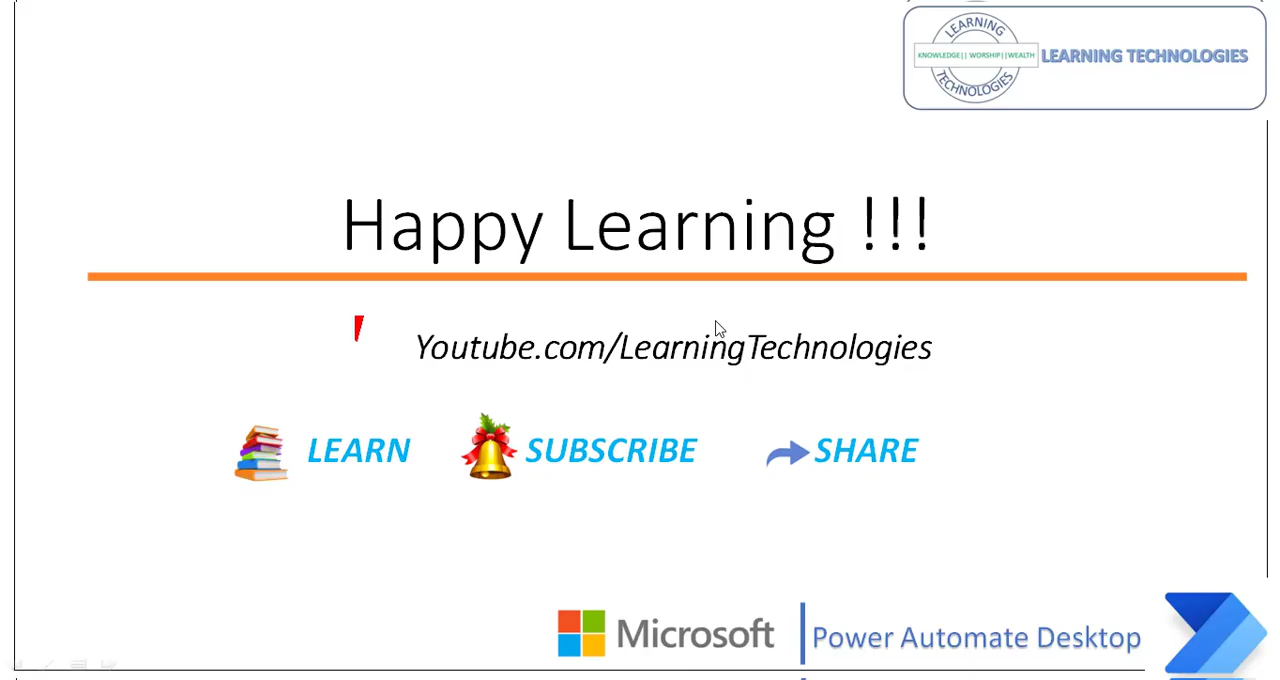 LEARNING
KNOWLEDGE|| WORSHIP||WEALTH
TECHNOLOGIES
LEARNING TECHNOLOGIES
Happy Learning !!!
Youtube.com/LearningTechnologies
LEARN SUBSCRIBE SHARE
Microsoft Power Automate Desktop